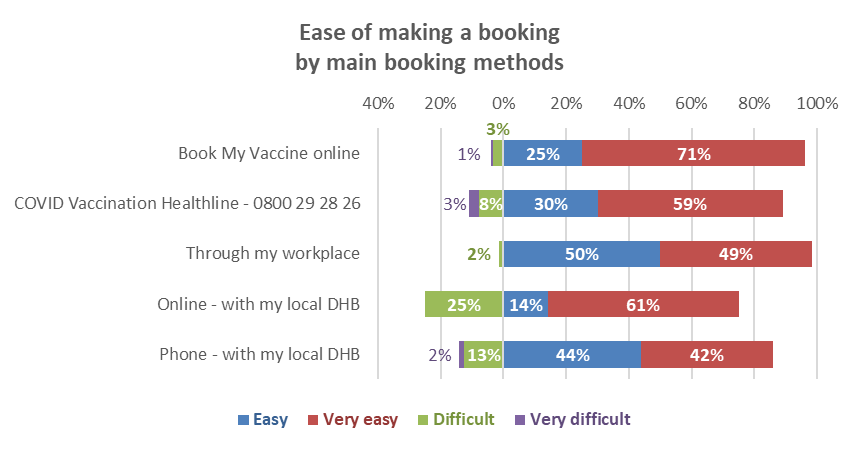 Ease of making a booking
by main booking methods
40% 20% 0% 20% 40% 60% 80% 100%
3%
Book My Vaccine online 1% 25% 71%
COVID Vaccination Healthline - 0800 29 28 26 3% 8% 30% 59%
Through my workplace 2% 50% 49%
Online - with my local DHB 25% 14% 61%
Phone - with my local DHB 2% 13% 44% 42%
Easy Very easy Difficult Very difficult